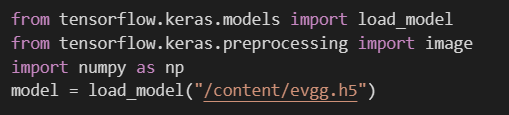 from tensorflow.keras.models import load_model
from tensorflow.keras.preprocessing import image
import numpy as np
model = load_model("/content/evgg.h5")